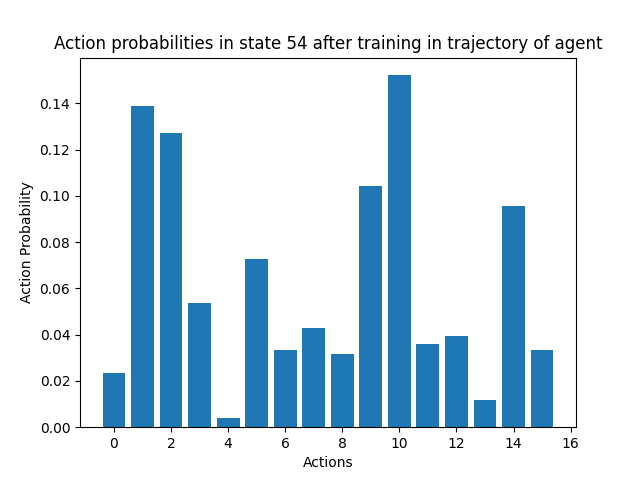 Action probabilities in state 54 after training in trajectory of agent
0.14
0.12
0.10
0.08
0.06
0.04
0.02
0.00
Action Probability
0 2 4 6 8 10 12 14 16
Actions